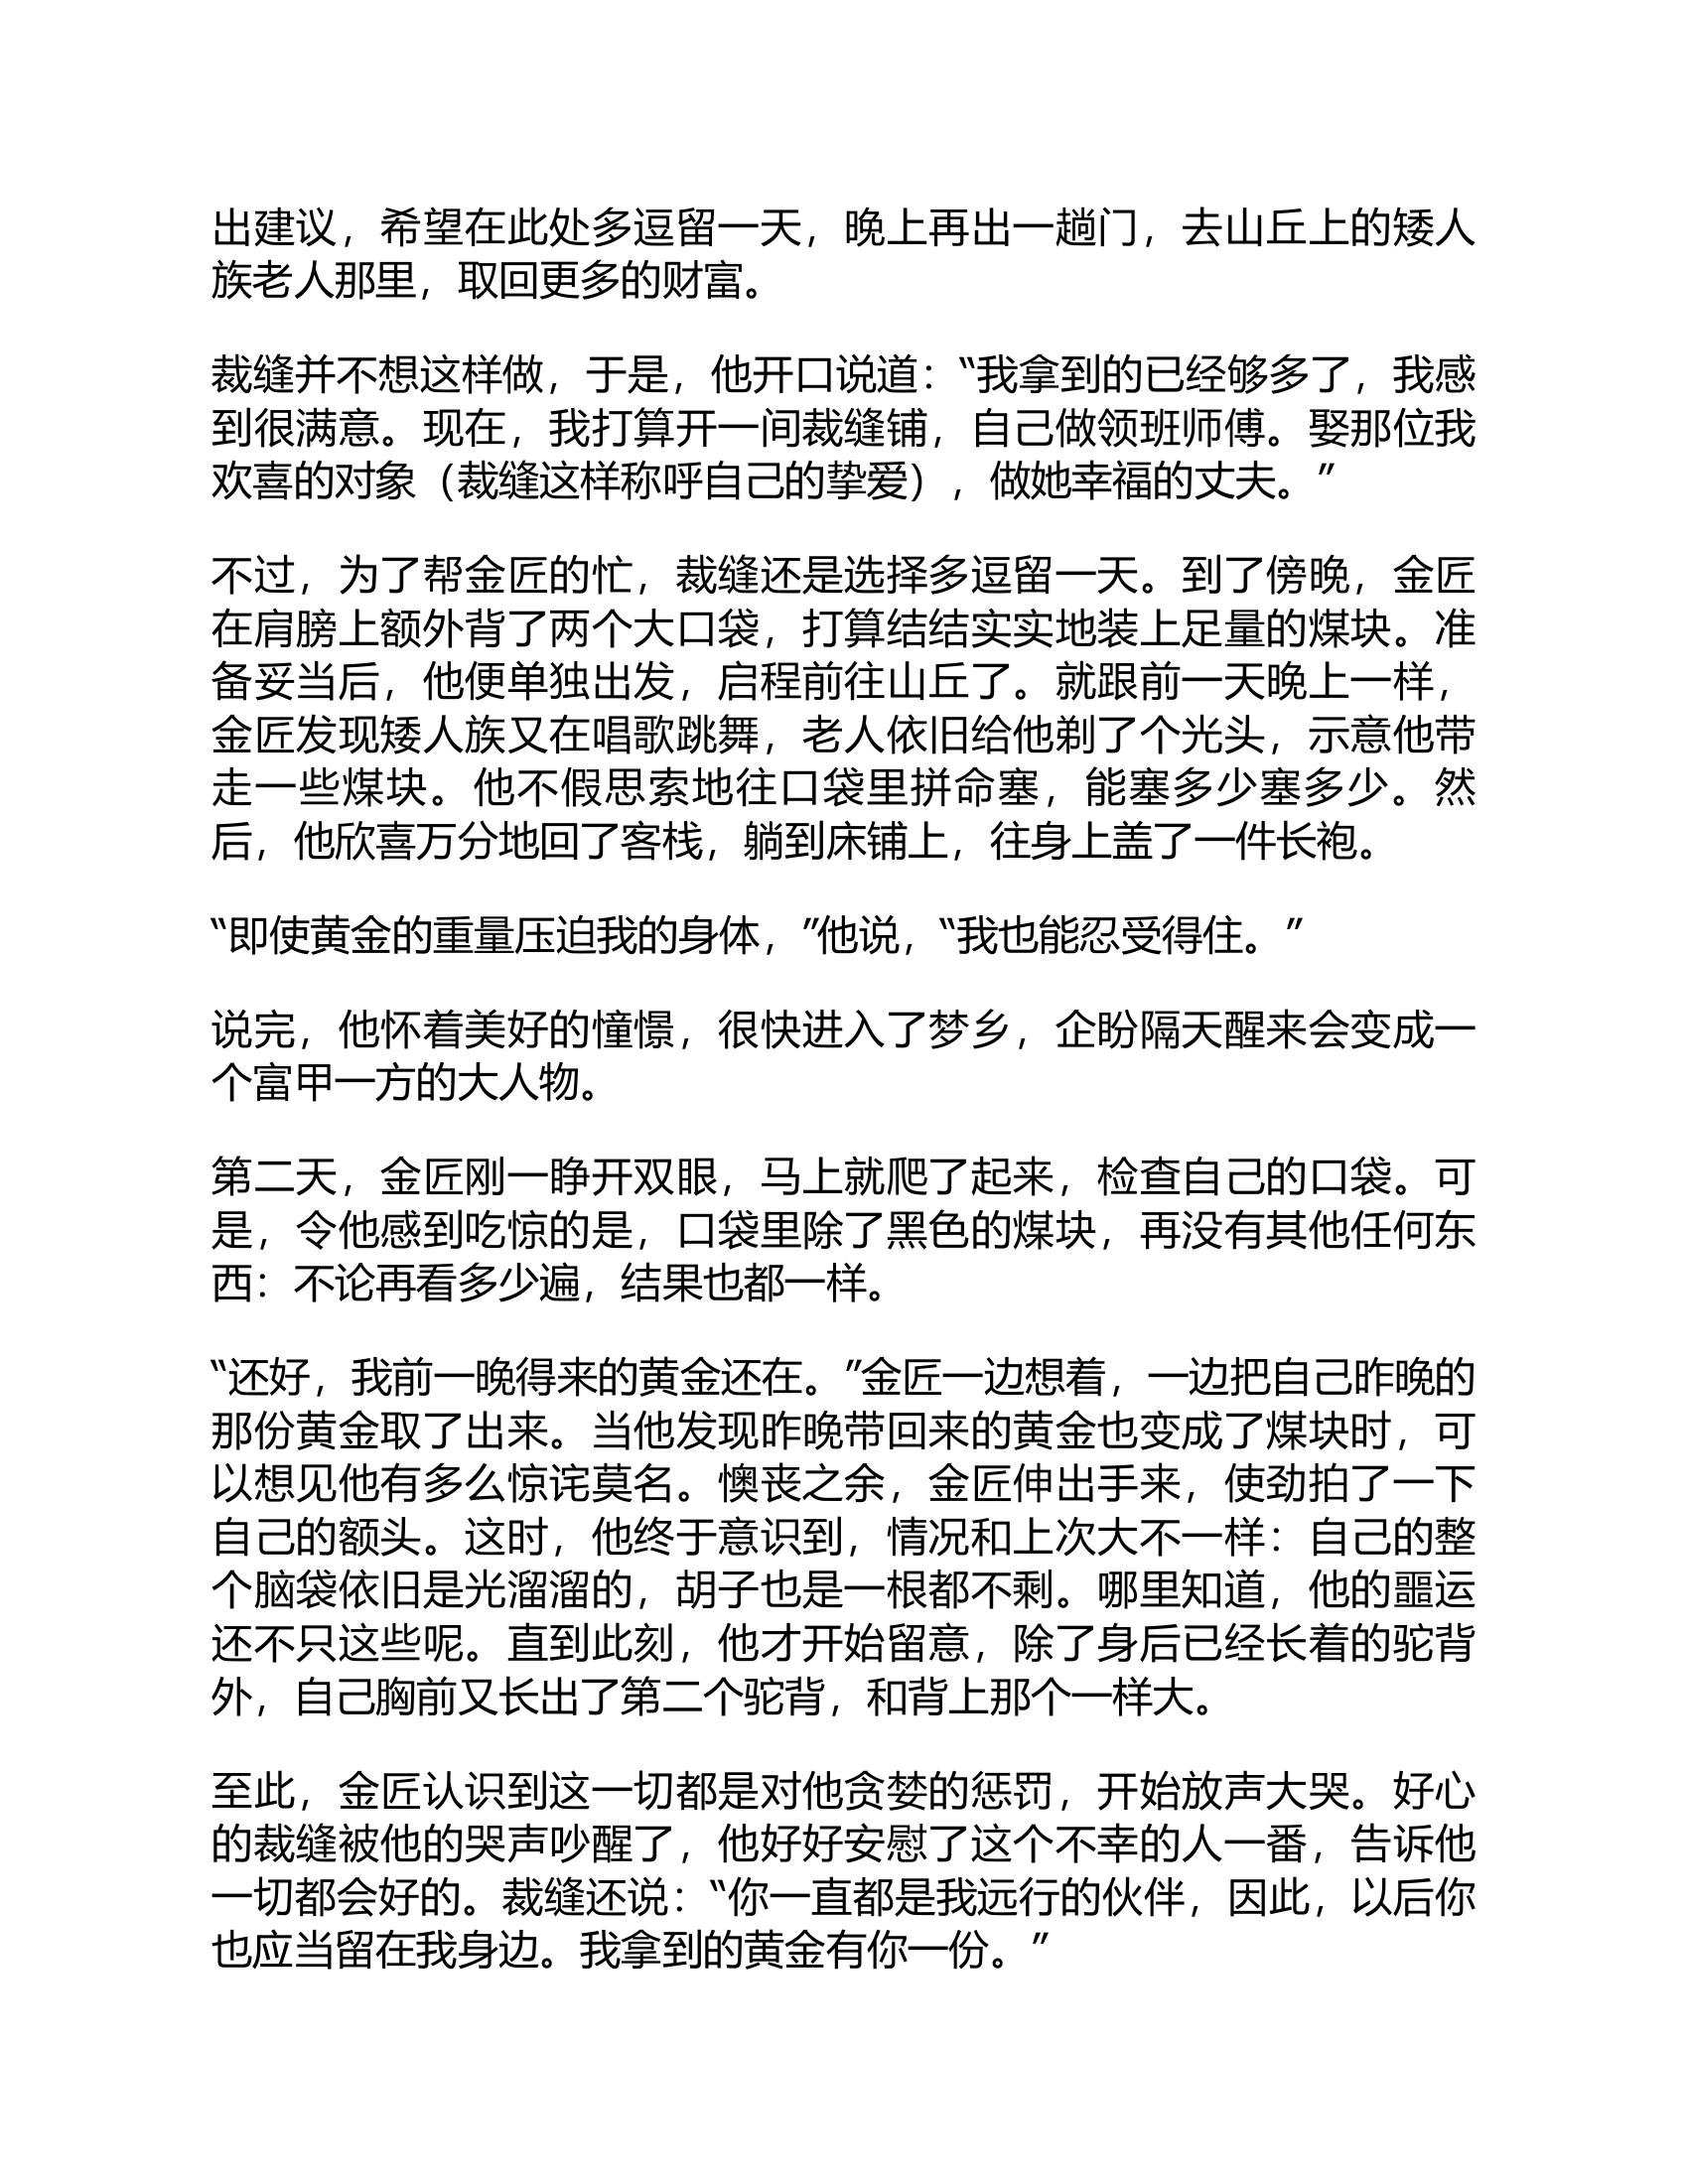 出建议，希望在此处多逗留一天，晚上再出一趟门，去山丘上的矮人
族老人那里，取回更多的财富。
裁缝并不想这样做，于是，他开口说道：“我拿到的已经够多了，我感
到很满意。现在，我打算开一间裁缝铺，自己做领班师傅。娶那位我
欢喜的对象（裁缝这样称呼自己的挚爱），做她幸福的丈夫。”
不过，为了帮金匠的忙，裁缝还是选择多逗留一天。到了傍晚，金匠
在肩膀上额外背了两个大口袋，打算结结实实地装上足量的煤块。准
备妥当后，他便单独出发，启程前往山丘了。就跟前一天晚上一样，
金匠发现矮人族又在唱歌跳舞，老人依旧给他剃了个光头，示意他带
走一些煤块。他不假思索地往口袋里拼命塞，能塞多少塞多少。然
后，他欣喜万分地回了客栈，躺到床铺上，往身上盖了一件长袍。
“即使黄金的重量压迫我的身体，”他说，“我也能忍受得住。”
说完，他怀着美好的憧憬，很快进入了梦乡，企盼隔天醒来会变成一
个富甲一方的大人物。
第二天，金匠刚一睁开双眼，马上就爬了起来，检查自己的口袋。可
是，令他感到吃惊的是，口袋里除了黑色的煤块，再没有其他任何东
西：不论再看多少遍，结果也都一样。
“还好，我前一晚得来的黄金还在。”金匠一边想着，一边把自己昨晚的
那份黄金取了出来。当他发现昨晚带回来的黄金也变成了煤块时，可
以想见他有多么惊诧莫名。懊丧之余，金匠伸出手来，使劲拍了一下
自己的额头。这时，他终于意识到，情况和上次大不一样：自己的整
个脑袋依旧是光溜溜的，胡子也是一根都不剩。哪里知道，他的噩运
还不只这些呢。直到此刻，他才开始留意，除了身后已经长着的驼背
外，自己胸前又长出了第二个驼背，和背上那个一样大。
至此，金匠认识到这一切都是对他贪婪的惩罚，开始放声大哭。好心
的裁缝被他的哭声吵醒了，他好好安慰了这个不幸的人一番，告诉他
一切都会好的。裁缝还说：“你一直都是我远行的伙伴，因此，以后你
也应当留在我身边。我拿到的黄金有你一份。”